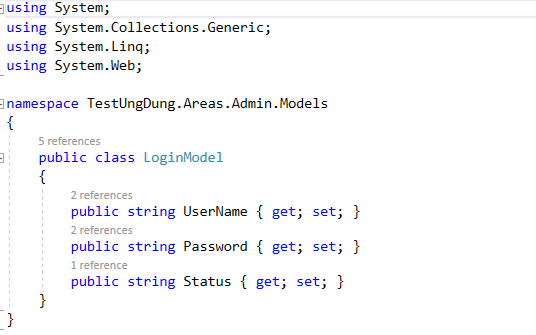 using System;
using System.Collections.Generic;
using System.Linq;
using System.Web;
namespace TestUngDung.Areas.Admin.Models
{
5 references
public class LoginModel
{
2 references
public string UserName { get; set; }
2 references
public string Password { get; set; }
1 reference
public string Status { get; set; }
}
}